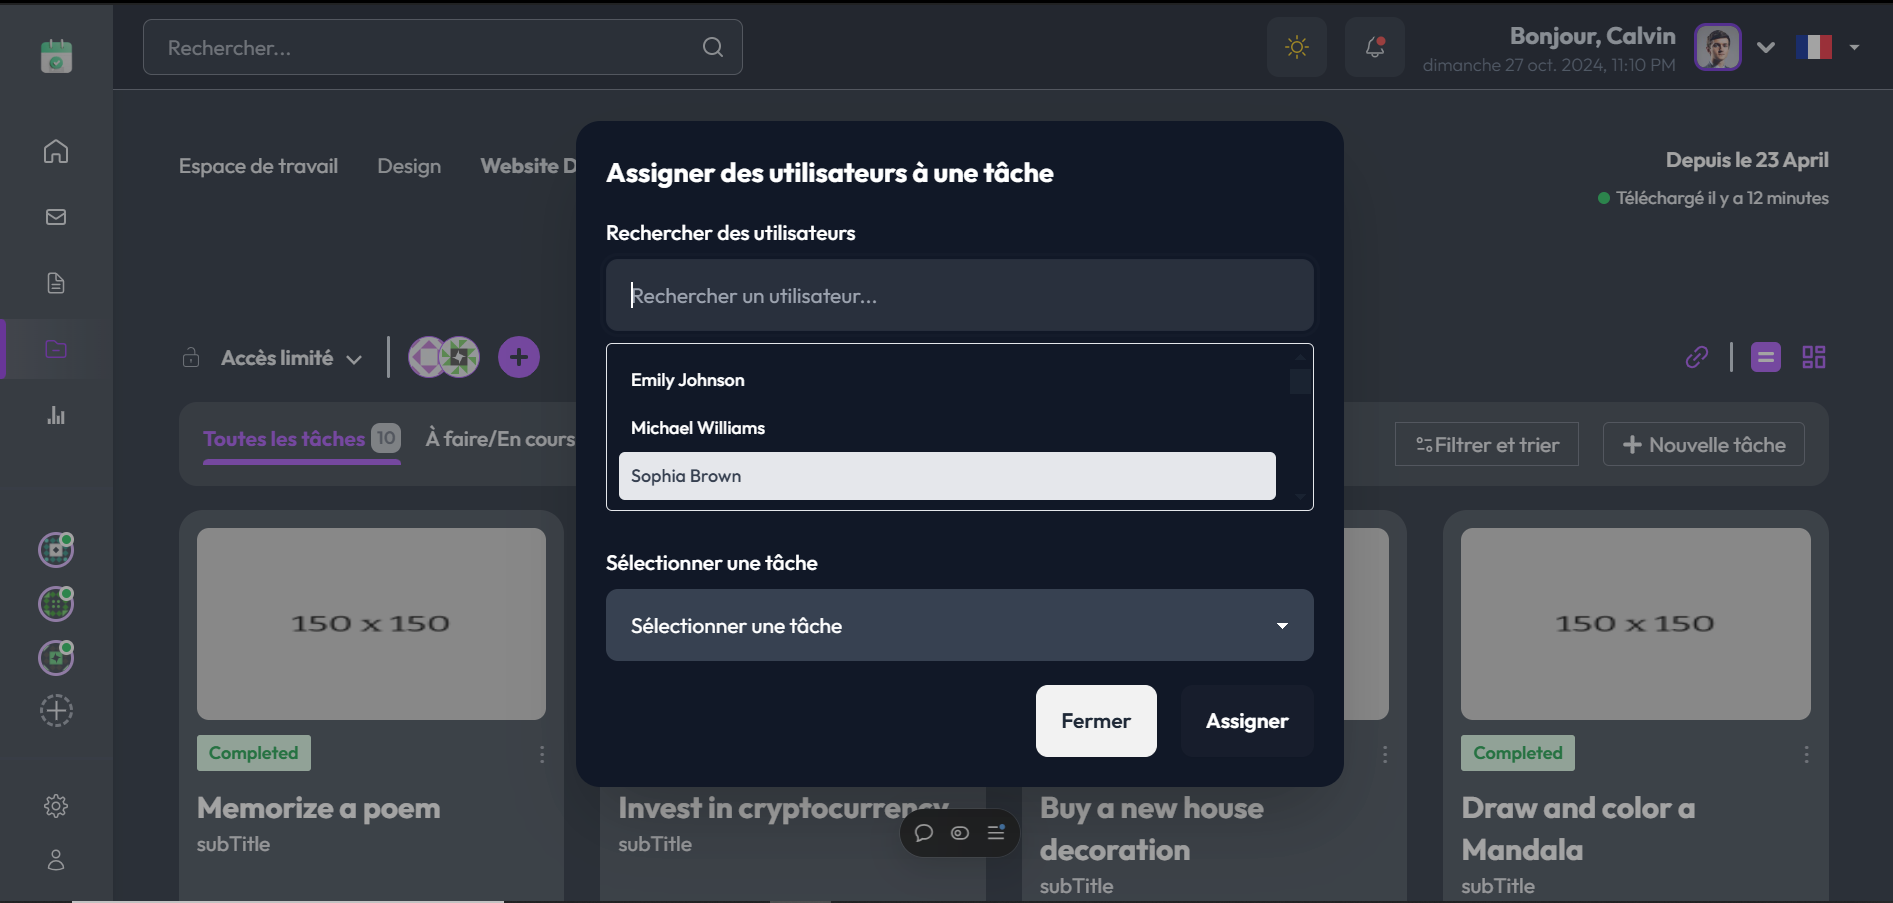 Rechercher...
Bonjour, Calvin
dimanche 27 oct. 2024, 11:10 PM
Espace de travail
Design
Website D
Depuis le 23 April
Téléchargé il y a 12 minutes
Assigner des utilisateurs à une tâche
Rechercher des utilisateurs
Rechercher un utilisateur...
Emily Johnson
Michael Williams
Sophia Brown
Sélectionner une tâche
Sélectionner une tâche
Fermer
Assigner
Accès limité
Toutes les tâches 10
À faire/En cours
Filtrer et trier
Nouvelle tâche
150 x 150
150 x 150
Completed
Completed
Memorize a poem
subTitle
Invest in cryptocurrency
subTitle
Buy a new house
decoration
subTitle
Draw and color a
Mandala
subTitle